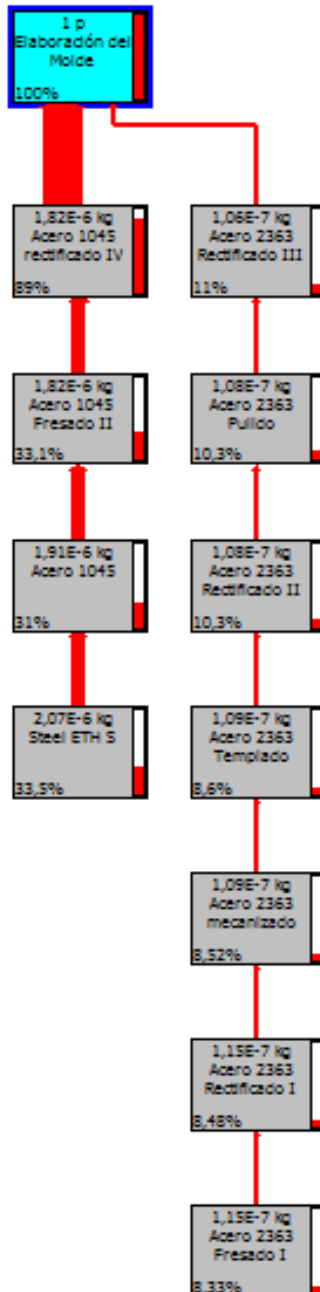 1 p
Elaboración del
Molde
100%
1,82E-6 kg
Acero 1045
rectificado IV
89%
1,06E-7 kg
Acero 2363
Rectificado III
11%
1,82E-6 kg
Acero 1045
Fresado II
33,1%
1,08E-7 kg
Acero 2363
Pulido
10,3%
1,91E-6 kg
Acero 1045
31%
1,08E-7 kg
Acero 2363
Rectificado II
10,3%
2,07E-6 kg
Steel ETH S
33,5%
1,09E-7 kg
Acero 2363
Templado
8,6%
1,09E-7 kg
Acero 2363
mecanizado
8,52%
1,15E-7 kg
Acero 2363
Rectificado I
8,48%
1,15E-7 kg
Acero 2363
Fresado I
8,33%